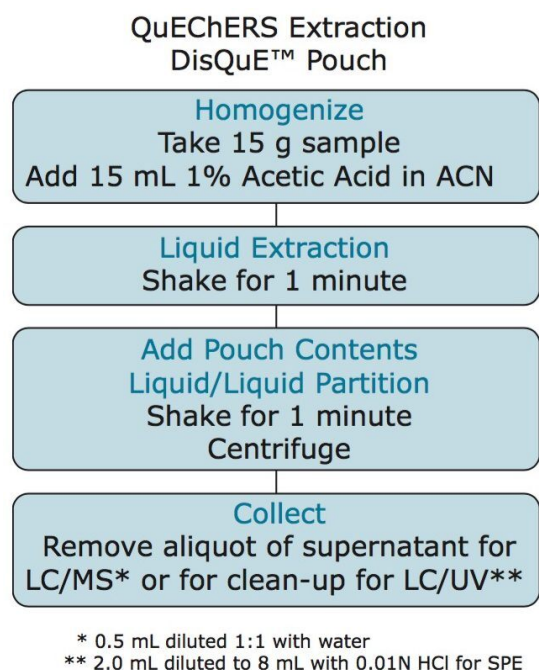 QuEChERS Extraction
DisQuE™ Pouch
Homogenize
Take 15 g sample
Add 15 mL 1% Acetic Acid in ACN
Liquid Extraction
Shake for 1 minute
Add Pouch Contents
Liquid/Liquid Partition
Shake for 1 minute
Centrifuge
Collect
Remove aliquot of supernatant for
LC/MS* or for clean-up for LC/UV**
* 0.5 mL diluted 1:1 with water
** 2.0 mL diluted to 8 mL with 0.01N HCl for SPE